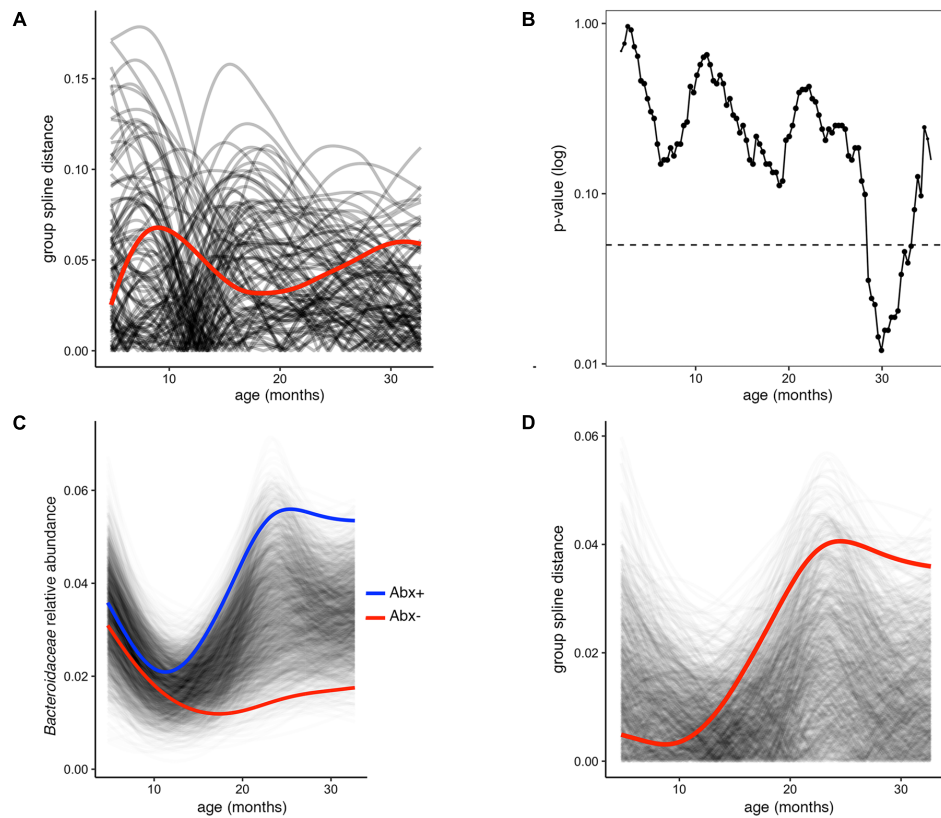 A
group spline distance
0.15
0.10
0.05
0.00
10 20 30
age (months)
B
p-value (log)
1.00
0.10
0.01
10 20 30
age (months)
C
Bacteroidaceae relative abundance
0.06
0.04
0.02
0.00
10 20 30
age (months)
Abx+
Abx-
D
group spline distance
0.06
0.04
0.02
0.00
10 20 30
age (months)